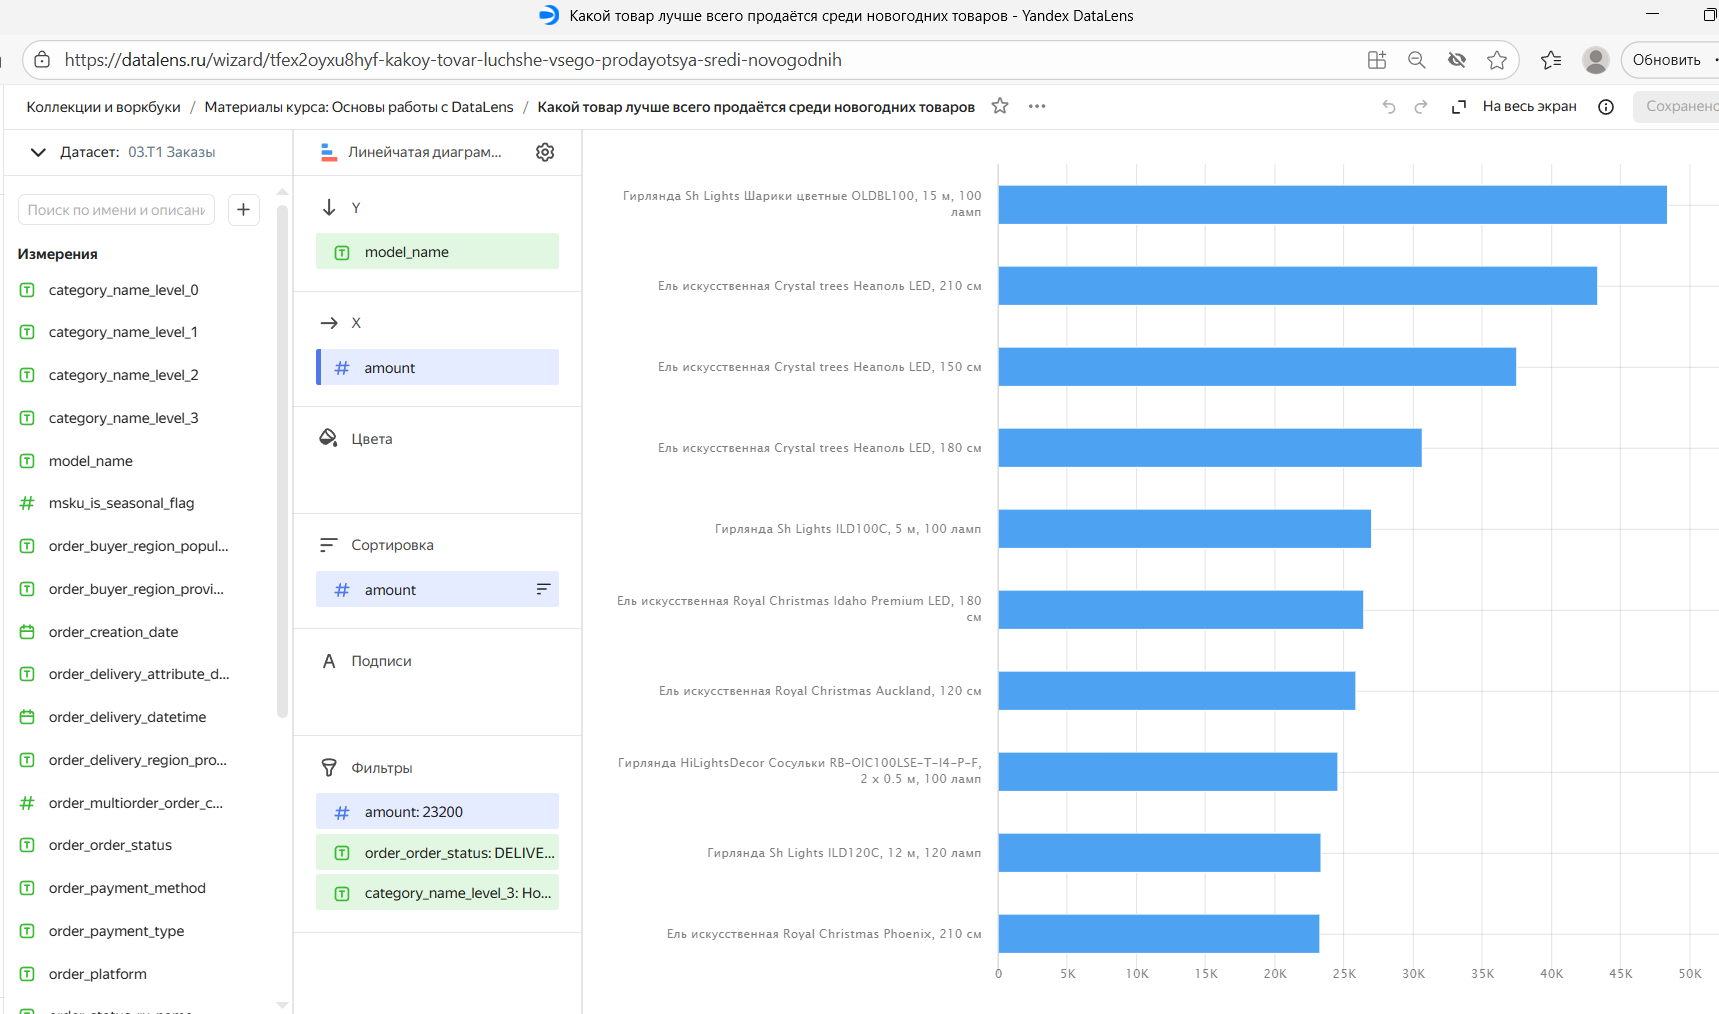 Какой товар лучше всего продаётся среди новогодних товаров - Yandex DataLens
https://datalens.ru/wizard/tfex2oyxu8hyf-kakoy-tovar-luchshe-vsego-prodayotsya-sredi-novogodnih
Обновить
Коллекции и воркбуки / Материалы курса: Основы работы с DataLens / Какой товар лучше всего продаётся среди новогодних товаров
На весь экран
Сохранено
Датасет: 03.T1 Заказы
Поиск по имени и описани
Измерения
category_name_level_0
category_name_level_1
category_name_level_2
category_name_level_3
model_name
msku_is_seasonal_flag
order_buyer_region_popul...
order_buyer_region_provi...
order_creation_date
order_delivery_attribute_d...
order_delivery_datetime
order_delivery_region_pro...
order_multiorder_order_c...
order_order_status
order_payment_method
order_payment_type
order_platform
Линейчатая диаграм...
Y
model_name
X
amount
Цвета
Сортировка
amount
Подписи
Фильтры
amount: 23200
order_order_status: DELIVE...
category_name_level_3: Но...
Гирлянда Sh Lights Шарики цветные OLDBL100, 15 м, 100
ламп
Ель искусственная Crystal trees Неаполь LED, 210 см
Ель искусственная Crystal trees Неаполь LED, 150 см
Ель искусственная Crystal trees Неаполь LED, 180 см
Гирлянда Sh Lights ILD100C, 5 м, 100 ламп
Ель искусственная Royal Christmas Idaho Premium LED, 180
см
Ель искусственная Royal Christmas Auckland, 120 см
Гирлянда HiLightsDecor Сосульки RB-OIC100LSE-T-I4-P-F,
2 x 0.5 м, 100 ламп
Гирлянда Sh Lights ILD120C, 12 м, 120 ламп
Ель искусственная Royal Christmas Phoenix, 210 см
0 5K 10K 15K 20K 25K 30K 35K 40K 45K 50K